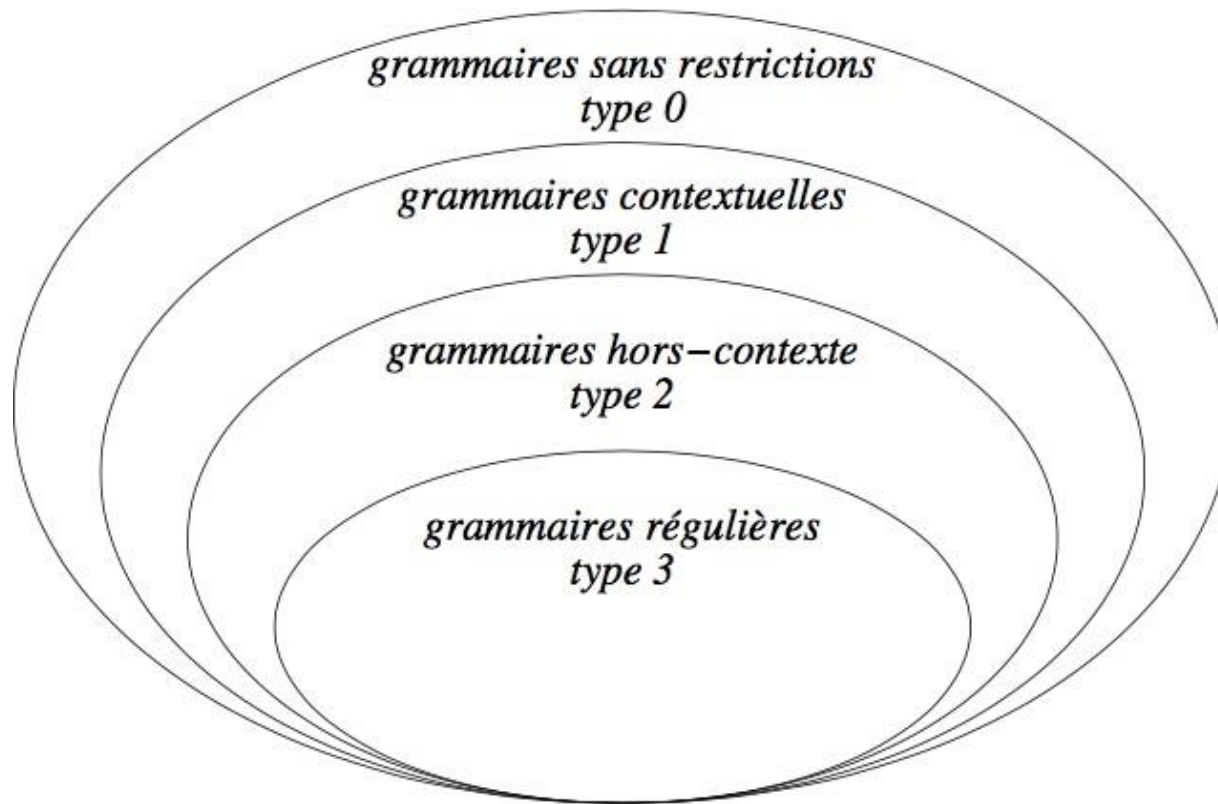 grammaires sans restrictions
type 0
grammaires contextuelles
type 1
grammaires hors–contexte
type 2
grammaires régulières
type 3